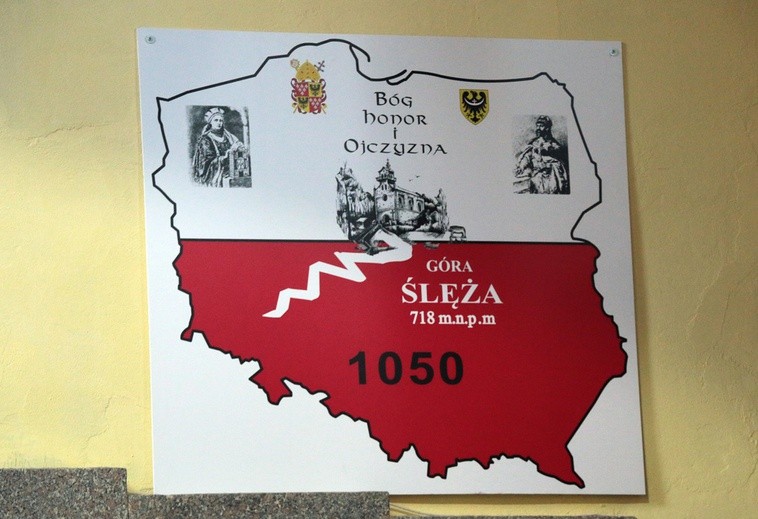 Bóg
honor
i
Ojczyzna
GÓRA
ŚLĘŻA
718 m.n.p.m
1050